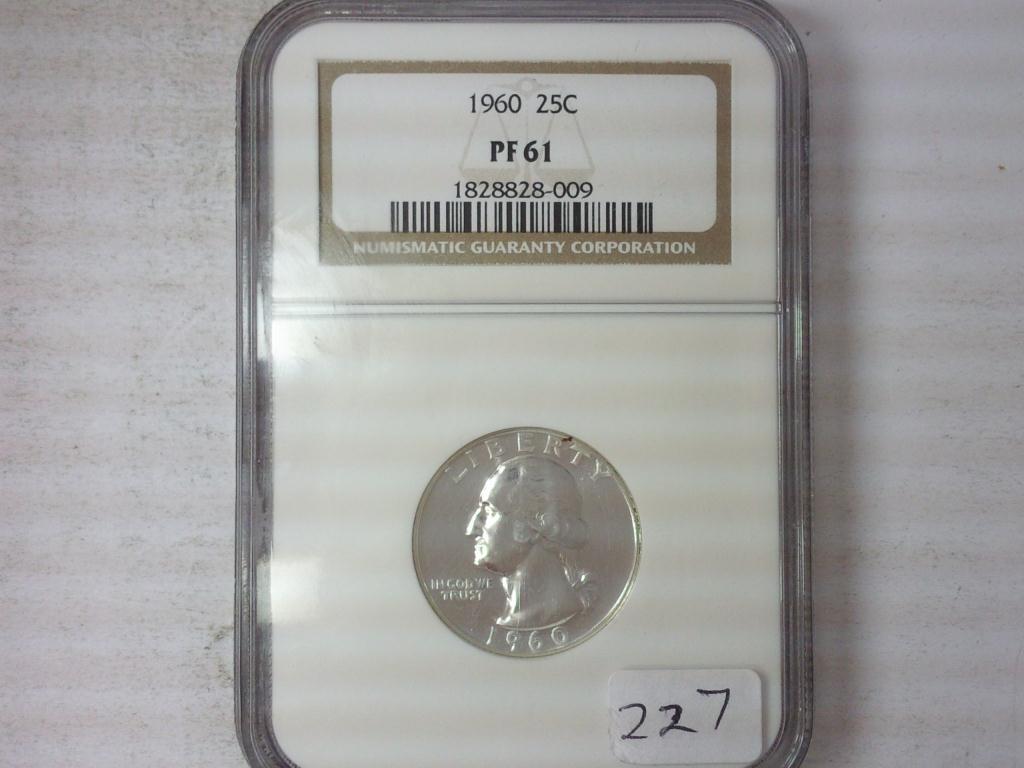 1960 25C
PF 61
1828828-009
NUMISMATIC GUARANTY CORPORATION
LIBERTY
IN GOD WE
TRUST
1960
227